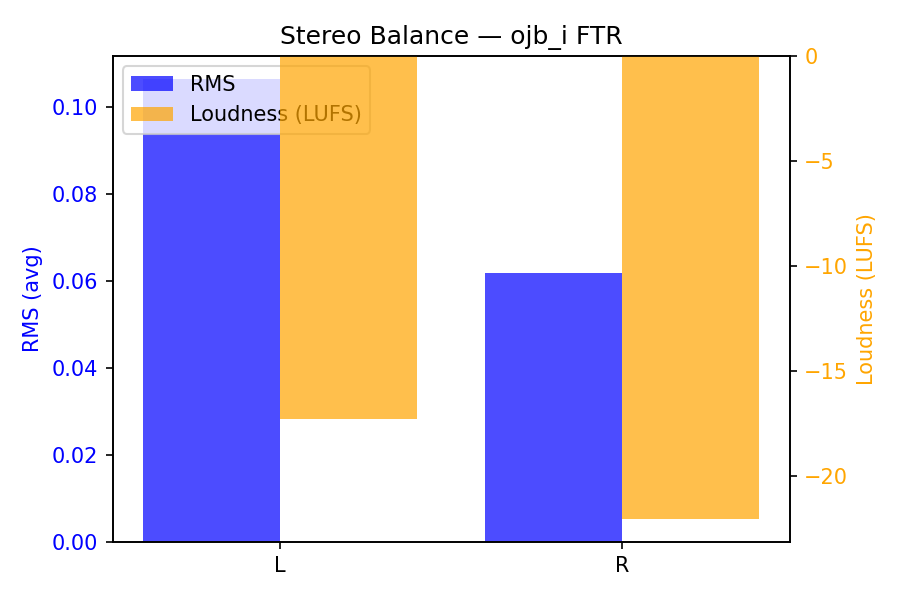 Stereo Balance — ojb_i FTR
RMS
Loudness (LUFS)
RMS (avg)
0.10
0.08
0.06
0.04
0.02
0.00
0
−5
−10
−15
−20
Loudness (LUFS)
L
R